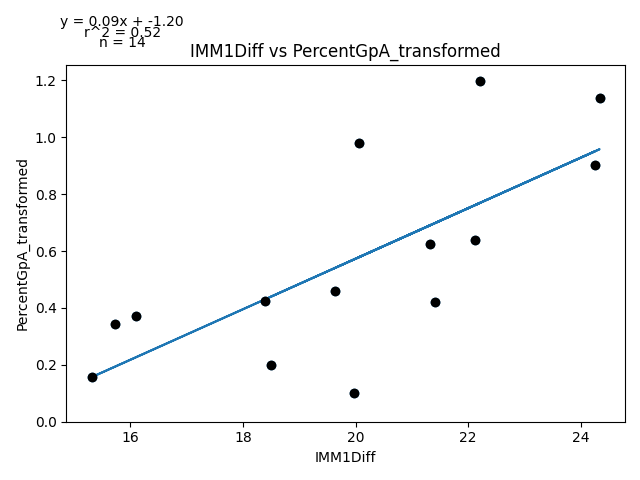 y = 0.09x + -1.20
r^2 = 0.52
n = 14
IMM1Diff vs PercentGpA_transformed
PercentGpA_transformed
1.2
1.0
0.8
0.6
0.4
0.2
0.0
16 18 20 22 24
IMM1Diff